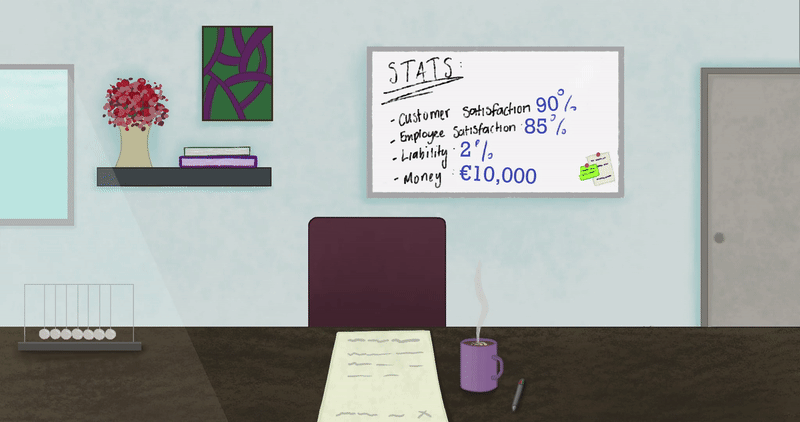 STATS:
- Customer Satisfaction 90%
- Employee Satisfaction 85%
- Liability 2%
- Money €10,000